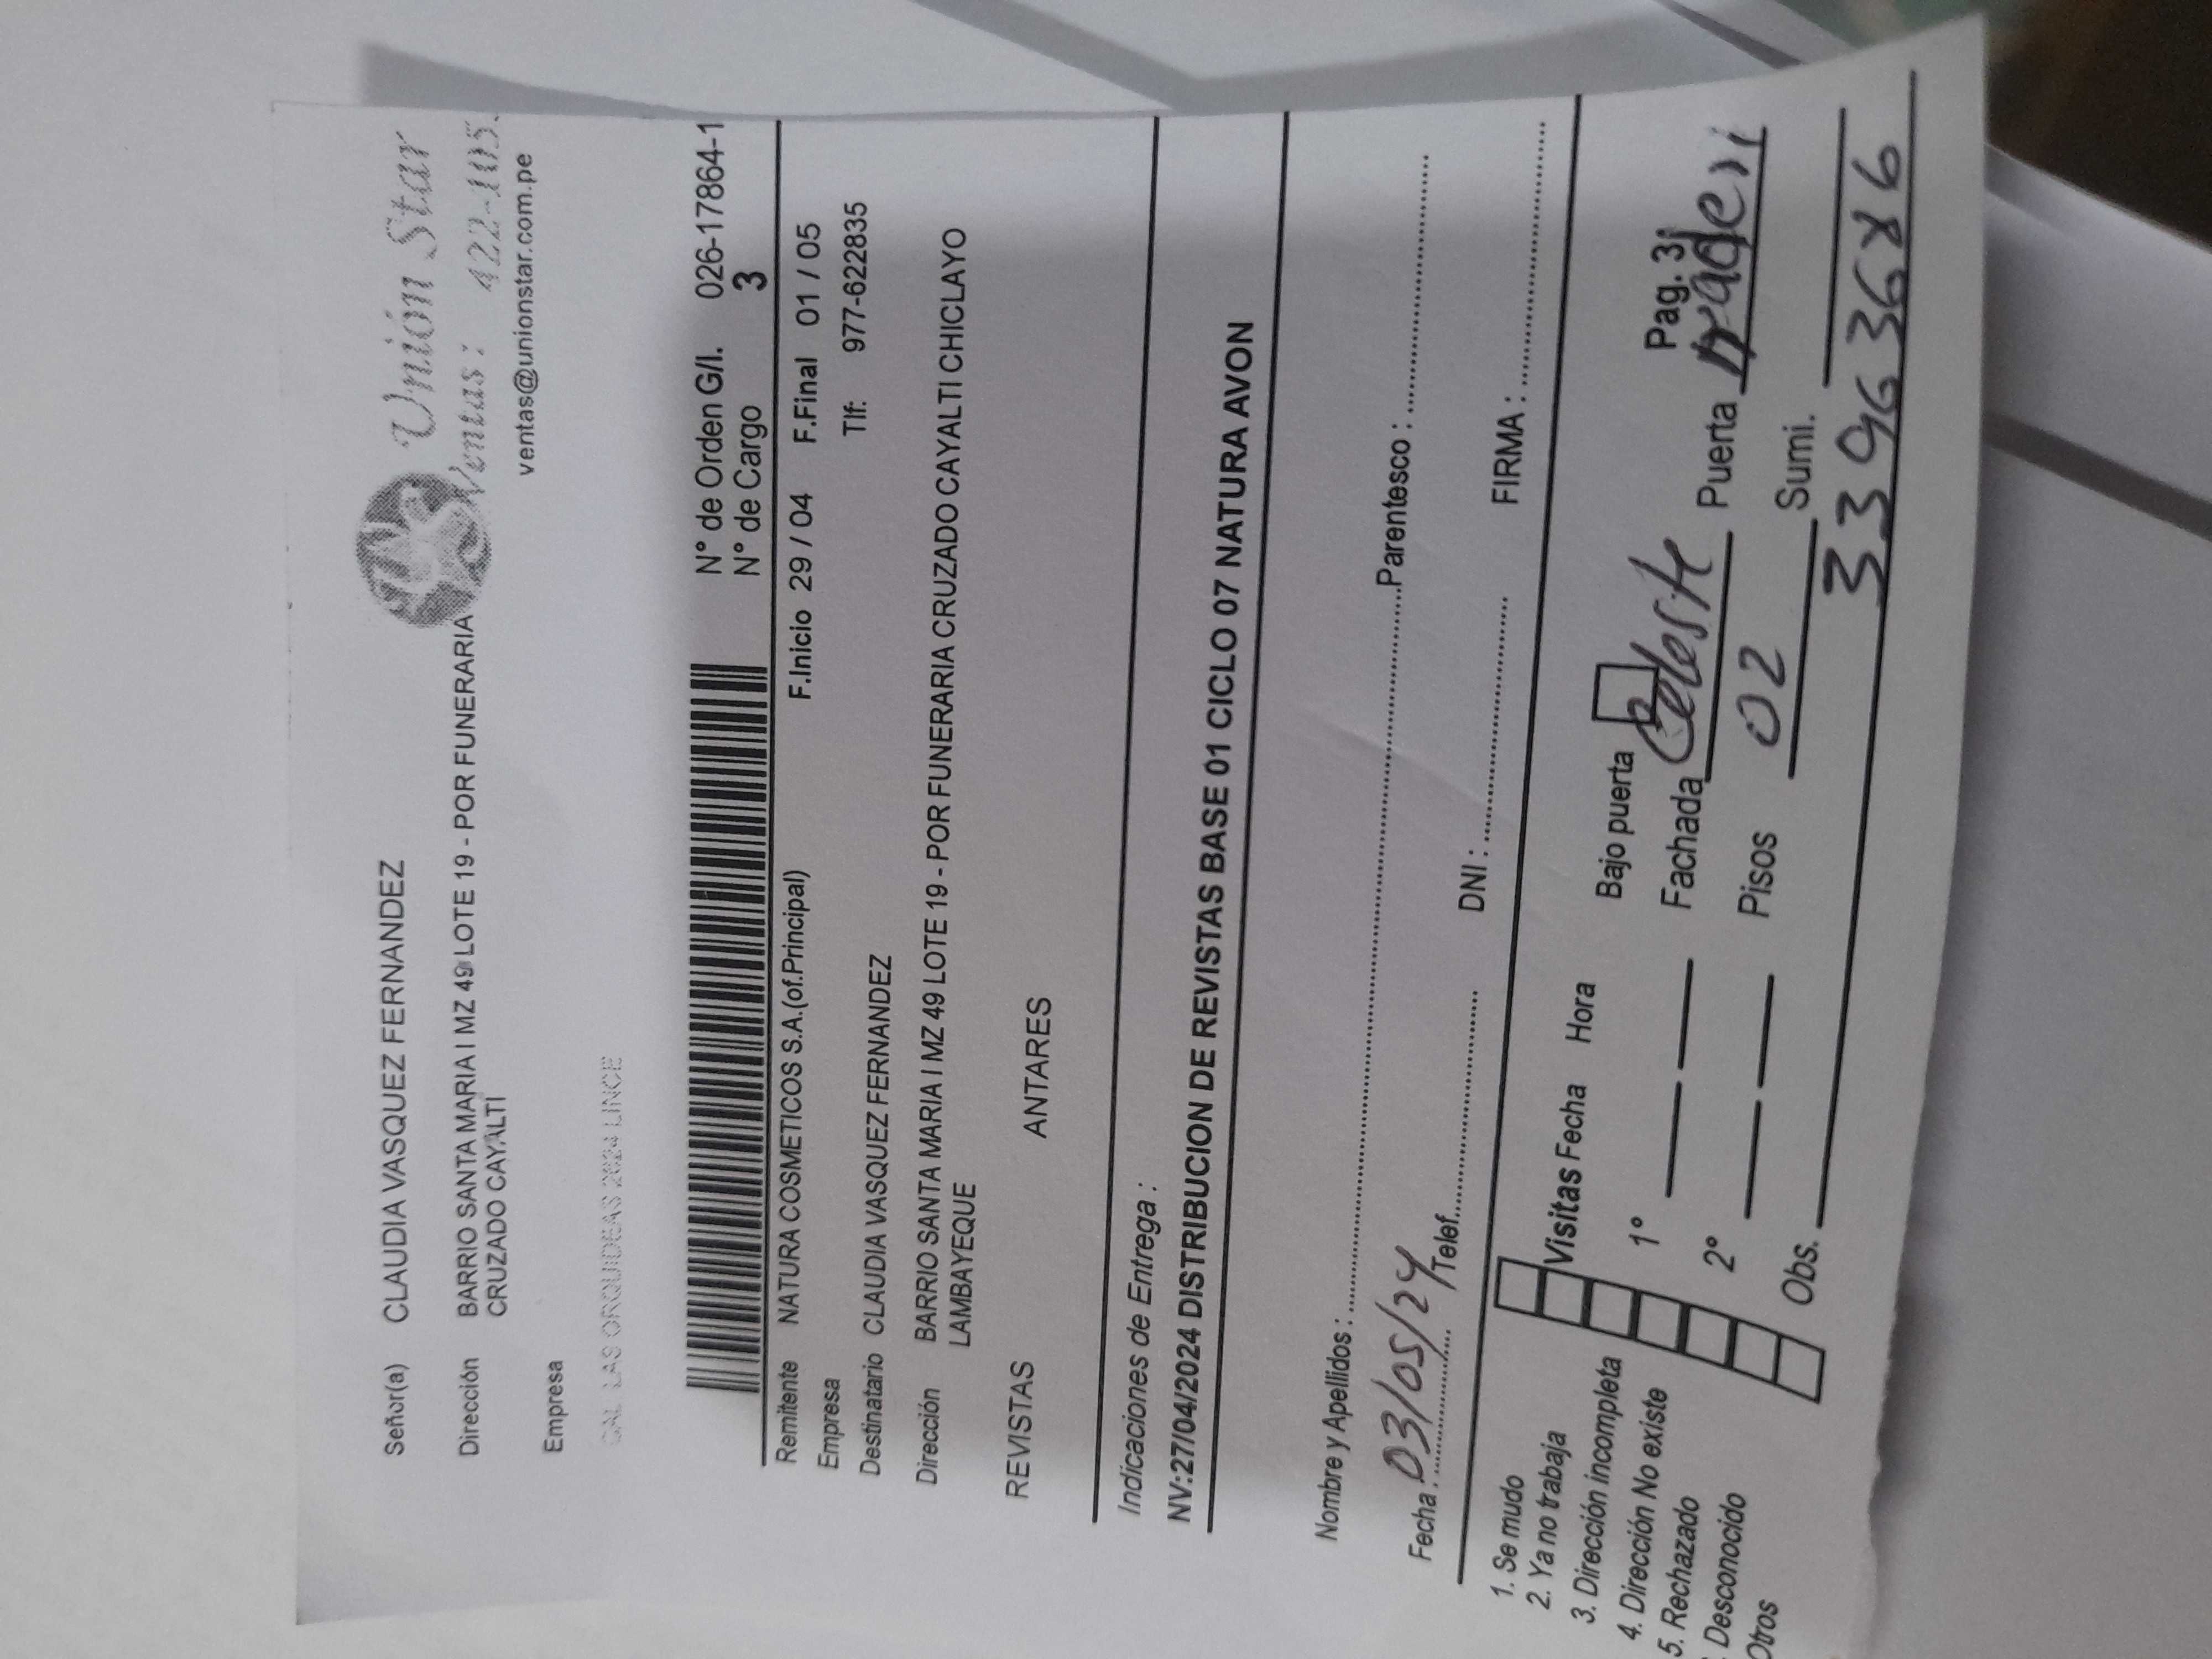 Unión Star
Ventas: 422-105.
ventas@unionstar.com.pe
Señor(a) CLAUDIA VASQUEZ FERNANDEZ
Dirección BARRIO SANTA MARIA I MZ 49 LOTE 19 - POR FUNERARIA
CRUZADO CAYALTI
Empresa
CAL LAS ORQUIDEAS 2624 LINCE
N° de Orden G/I. 026-17864-1
N° de Cargo 3
Remitente NATURA COSMETICOS S.A.(of.Principal) F.Inicio 29 / 04 F.Final 01 / 05
Empresa Tlf: 977-622835
Destinatario CLAUDIA VASQUEZ FERNANDEZ
Dirección BARRIO SANTA MARIA I MZ 49 LOTE 19 - POR FUNERARIA CRUZADO CAYALTI CHICLAYO
LAMBAYEQUE
REVISTAS ANTARES
Indicaciones de Entrega :
NV:27/04/2024 DISTRIBUCION DE REVISTAS BASE 01 CICLO 07 NATURA AVON
Nombre y Apellidos : Parentesco :
Fecha : 03/05/24 Telef. DNI : FIRMA :
1. Se mudo
2. Ya no trabaja
3. Dirección incompleta
4. Dirección No existe
5. Rechazado
Desconocido
Otros
Visitas Fecha Hora
1°
2°
Bajo puerta Pag. 3
Fachada Celeste Puerta
Pisos 02 Sumi.
Obs.